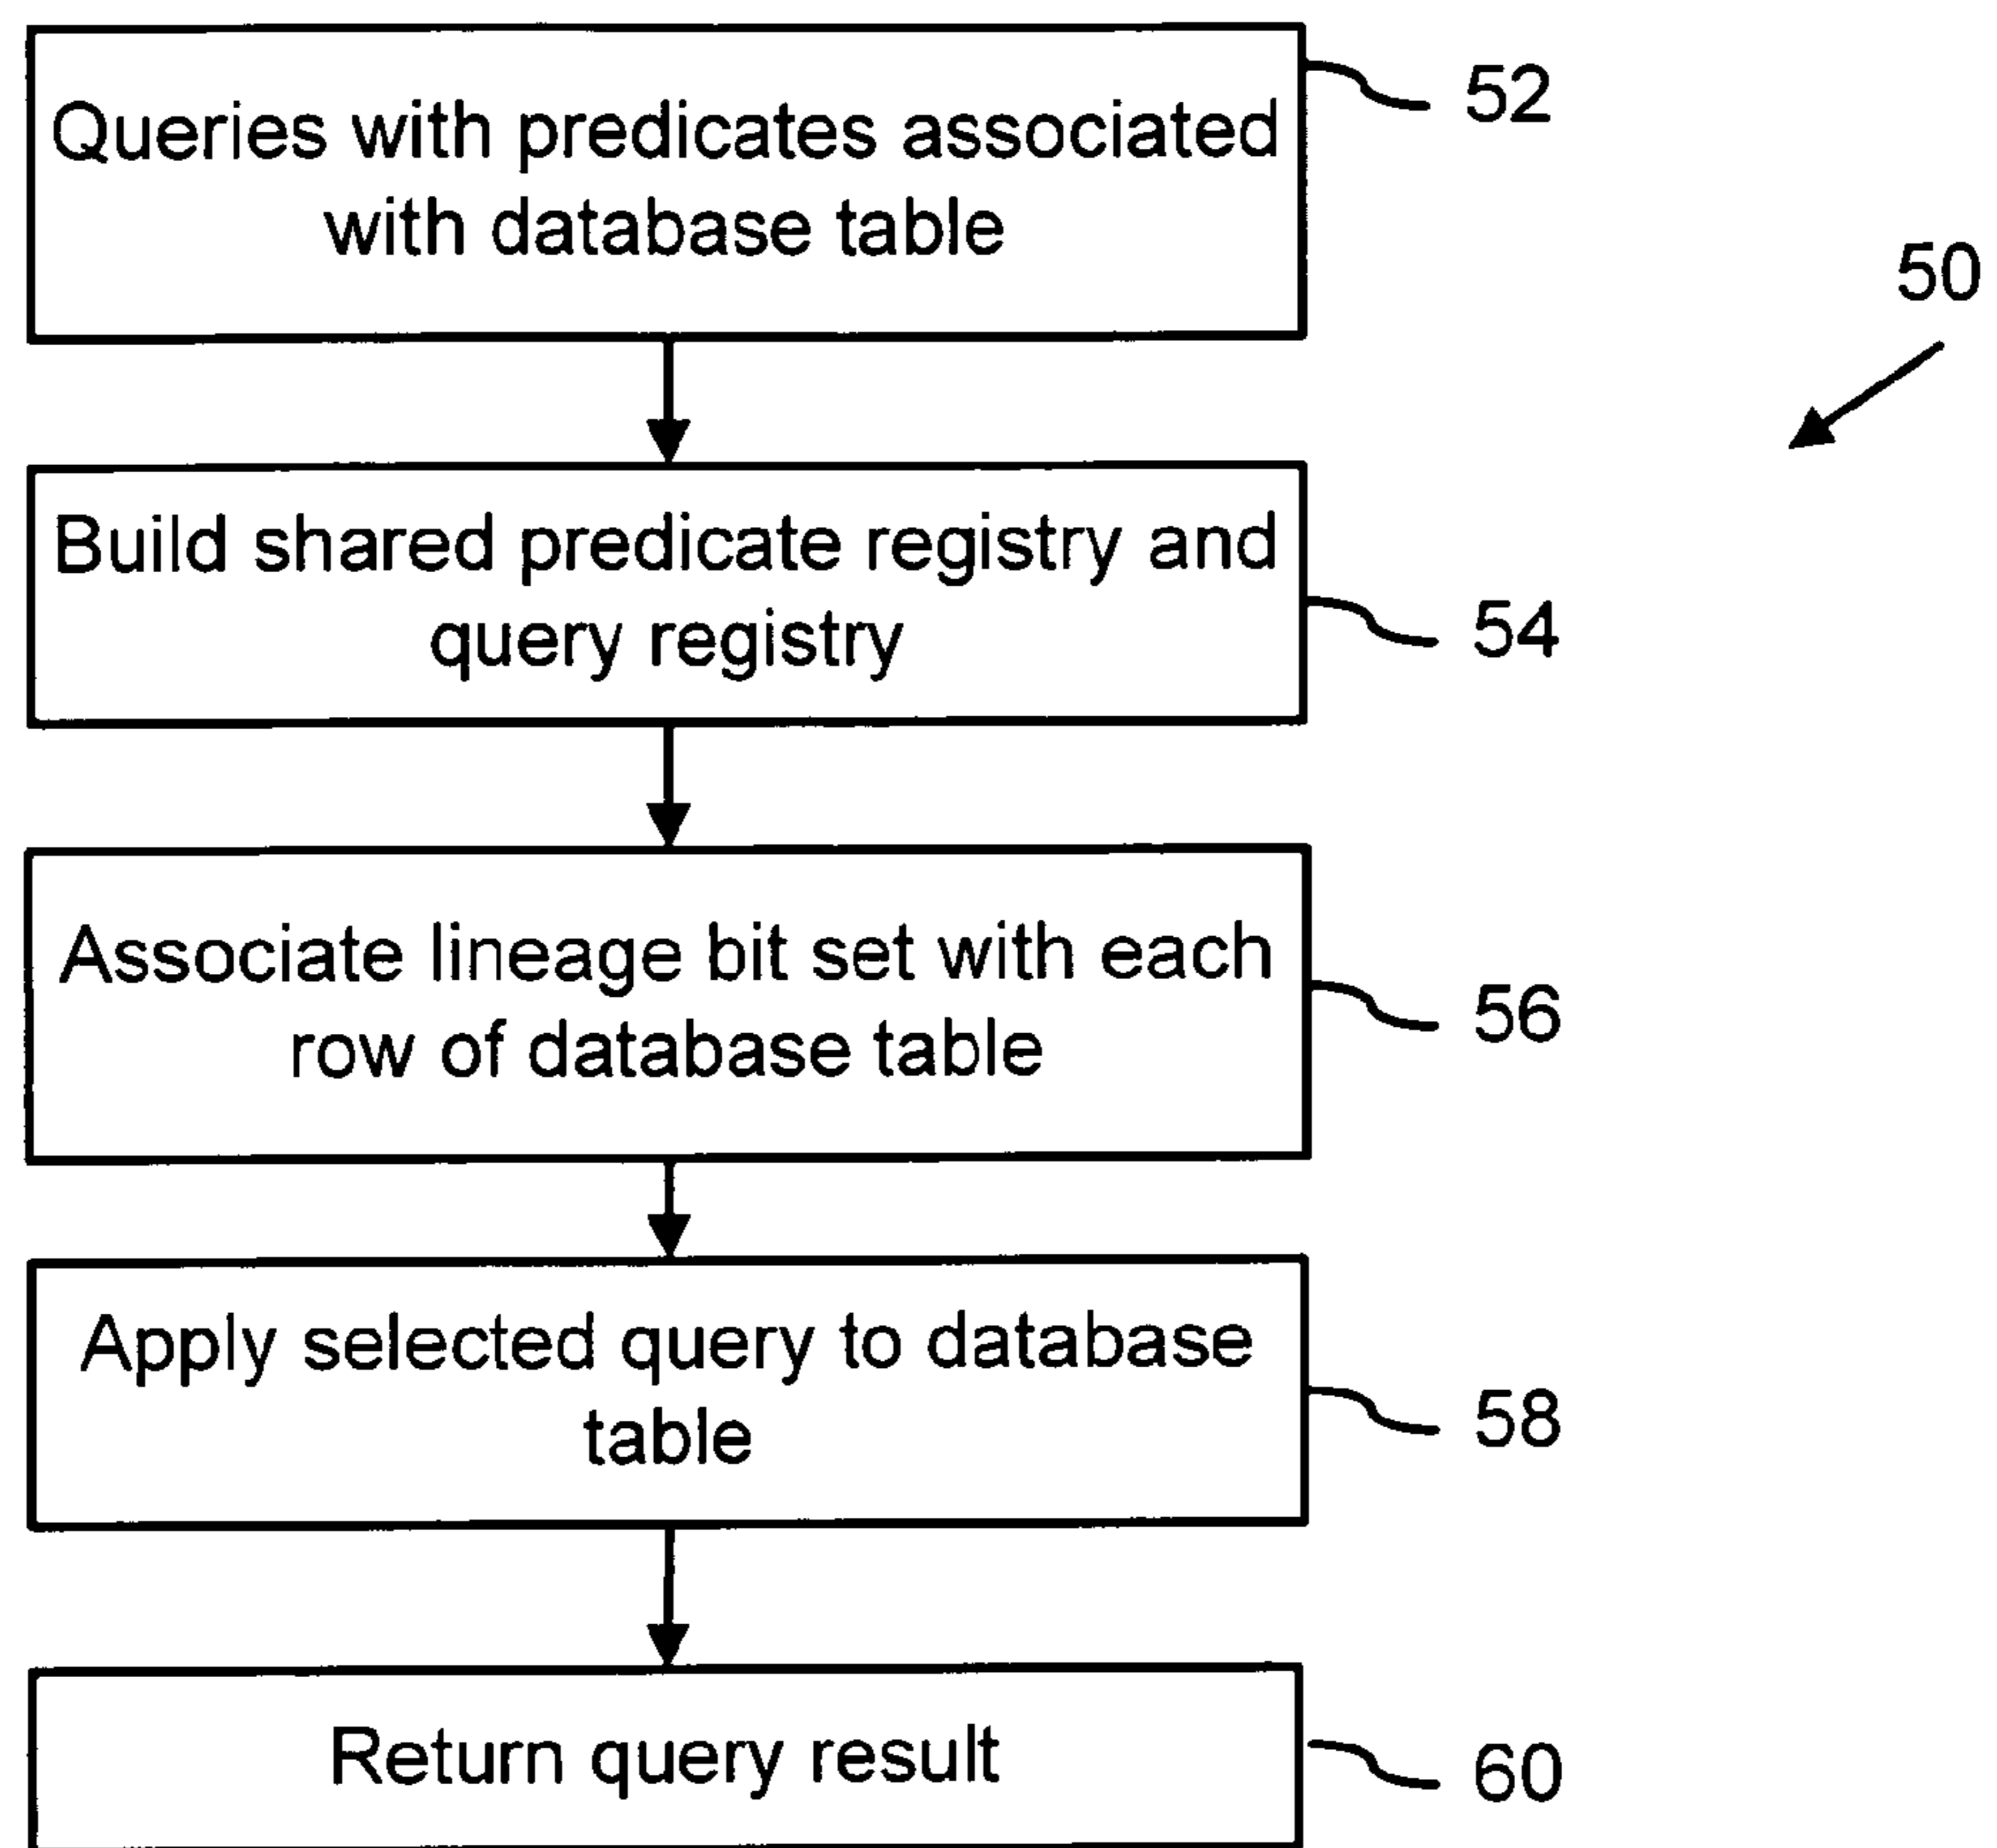 Queries with predicates associated
with database table
52
50
Build shared predicate registry and
query registry
54
Associate lineage bit set with each
row of database table
56
Apply selected query to database
table
58
Return query result
60